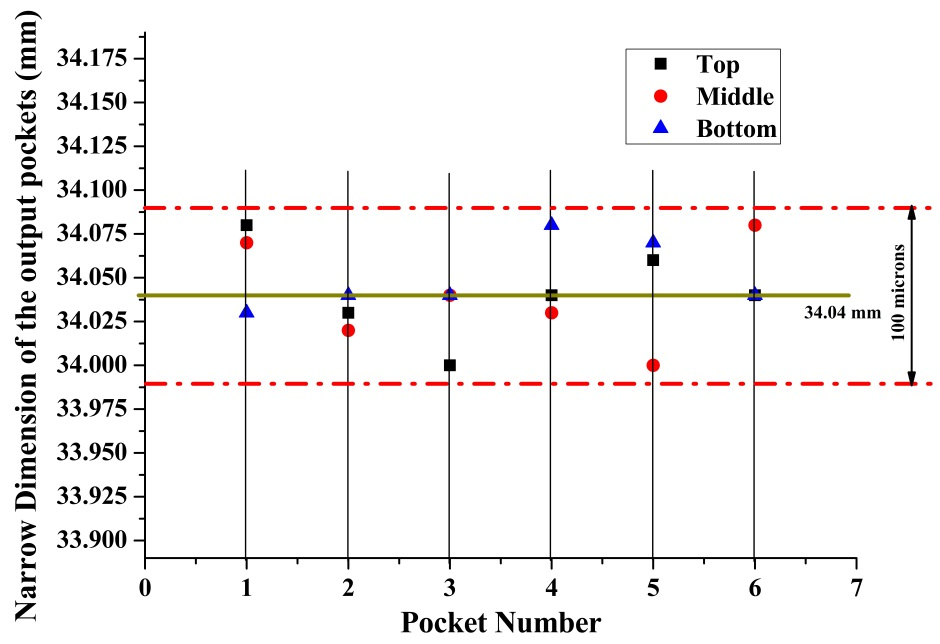 Narrow Dimension of the output pockets (mm)
34.175
34.150
34.125
34.100
34.075
34.050
34.025
34.000
33.975
33.950
33.925
33.900
Top
Middle
Bottom
34.04 mm
100 microns
0 1 2 3 4 5 6 7
Pocket Number